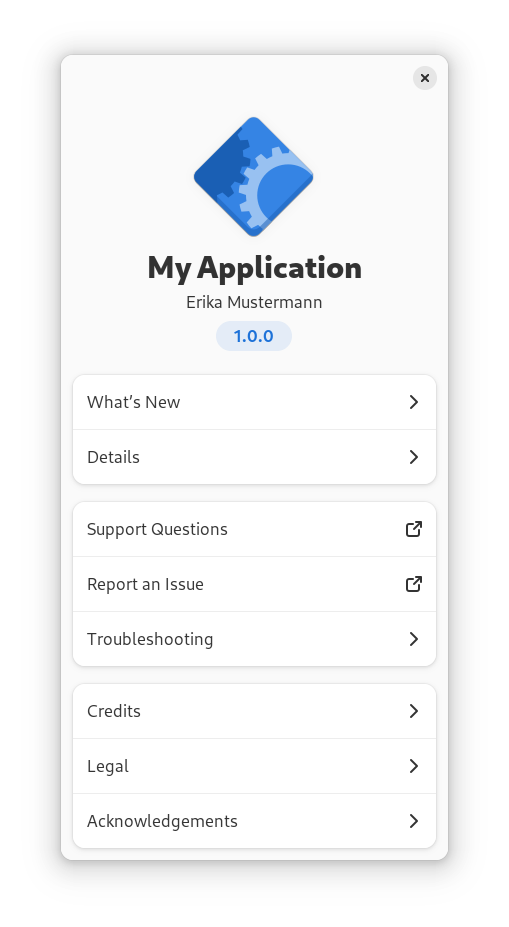 My Application
Erika Mustermann
1.0.0
What’s New
Details
Support Questions
Report an Issue
Troubleshooting
Credits
Legal
Acknowledgements